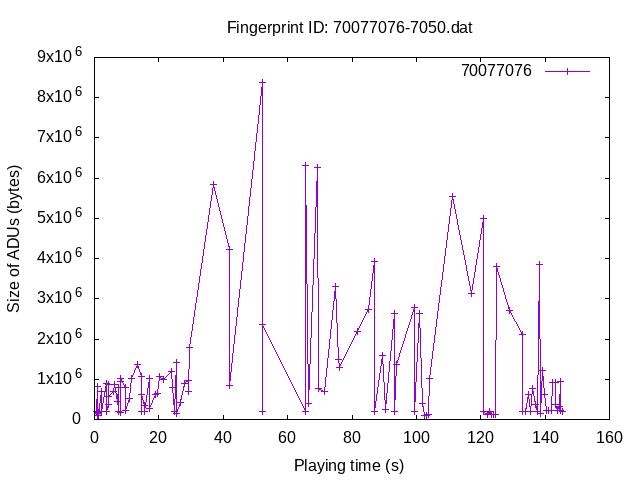 Fingerprint ID: 70077076-7050.dat
70077076
9x10^6
8x10^6
7x10^6
6x10^6
5x10^6
4x10^6
3x10^6
2x10^6
1x10^6
0
Size of ADUs (bytes)
0 20 40 60 80 100 120 140 160
Playing time (s)